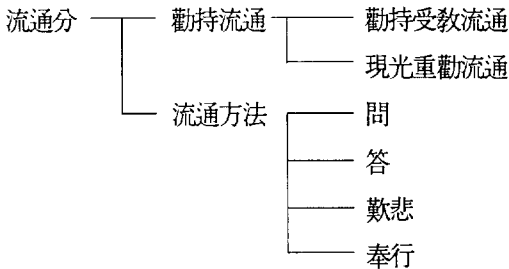 流通分 勸持流通 勸持受敎流通
現光重勸流通
流通方法 問
答
歎悲
奉行